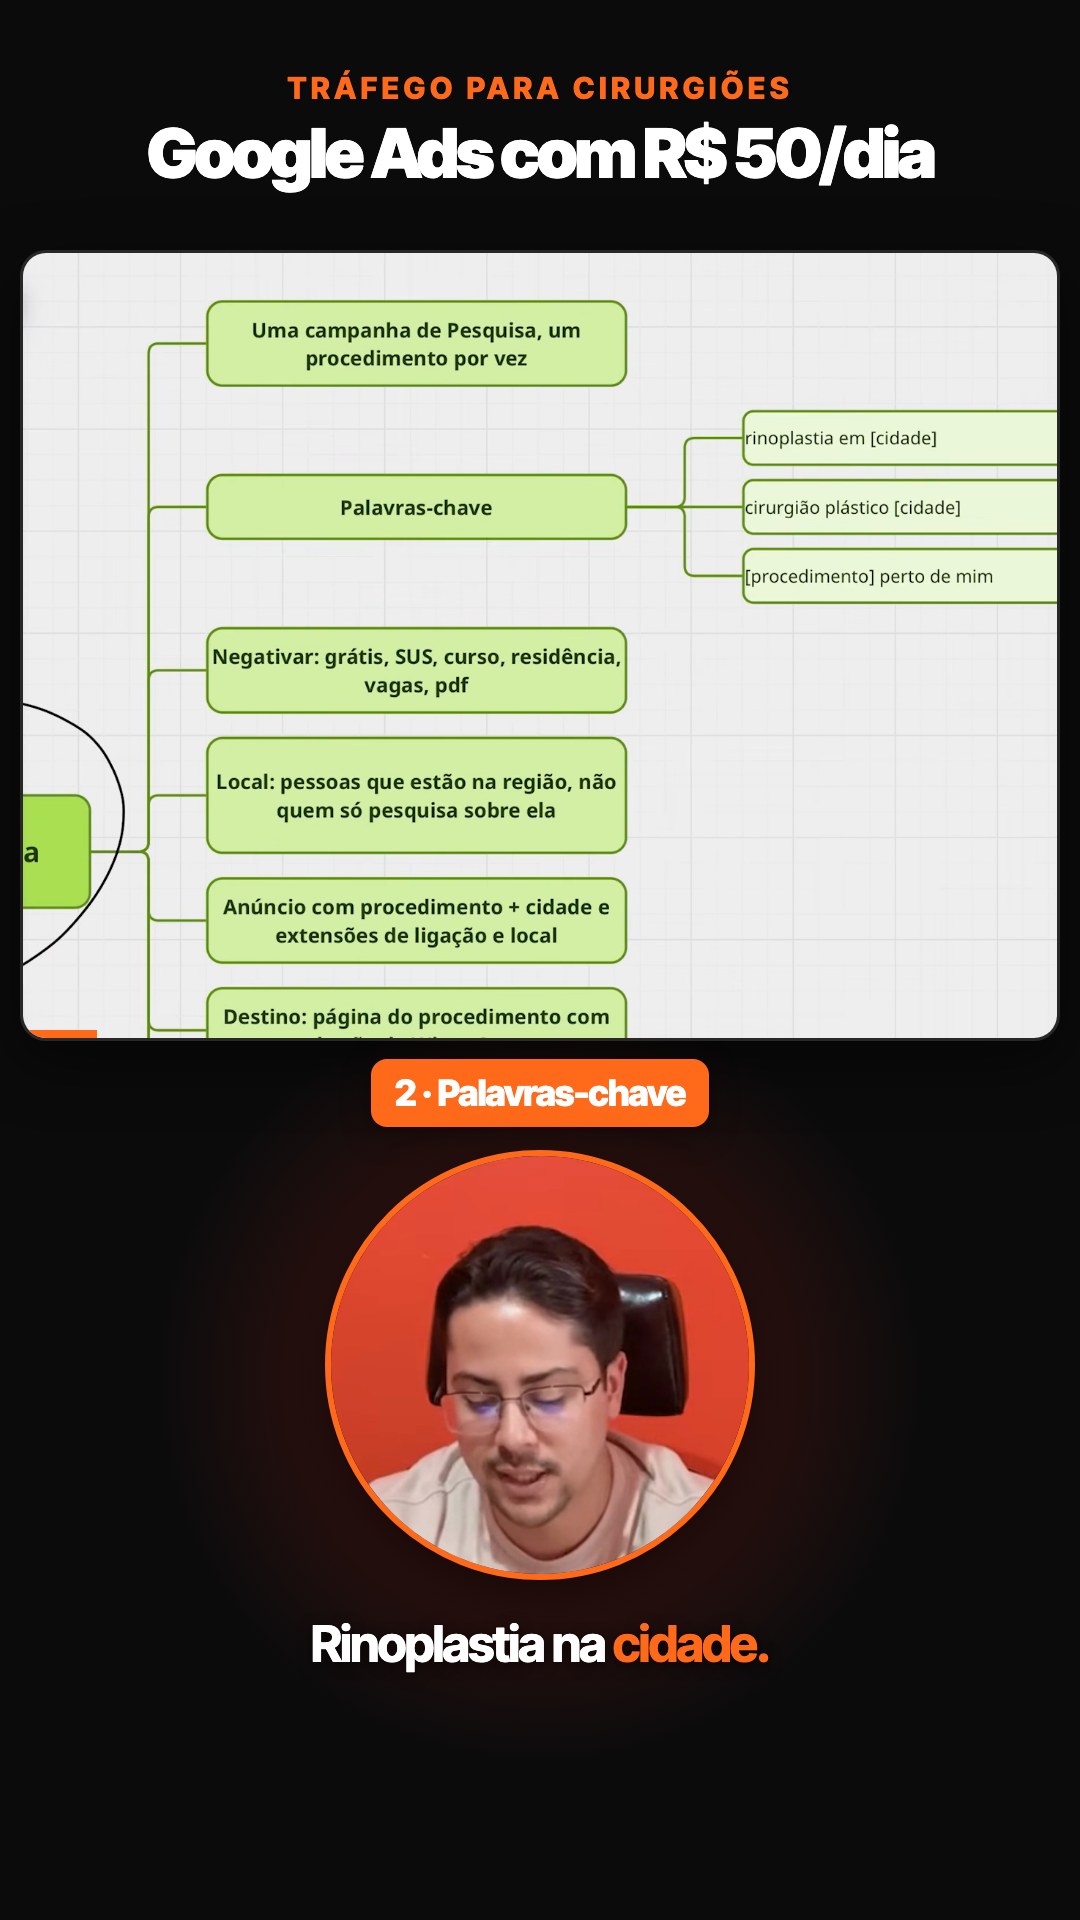 TRÁFEGO PARA CIRURGIÕES
Google Ads com R$ 50/dia
Uma campanha de Pesquisa, um
procedimento por vez
rinoplastia em [cidade]
Palavras-chave
cirurgião plástico [cidade]
[procedimento] perto de mim
Negativar: grátis, SUS, curso, residência,
vagas, pdf
Local: pessoas que estão na região, não
quem só pesquisa sobre ela
a
Anúncio com procedimento + cidade e
extensões de ligação e local
Destino: página do procedimento com
2 · Palavras-chave
Rinoplastia na cidade.